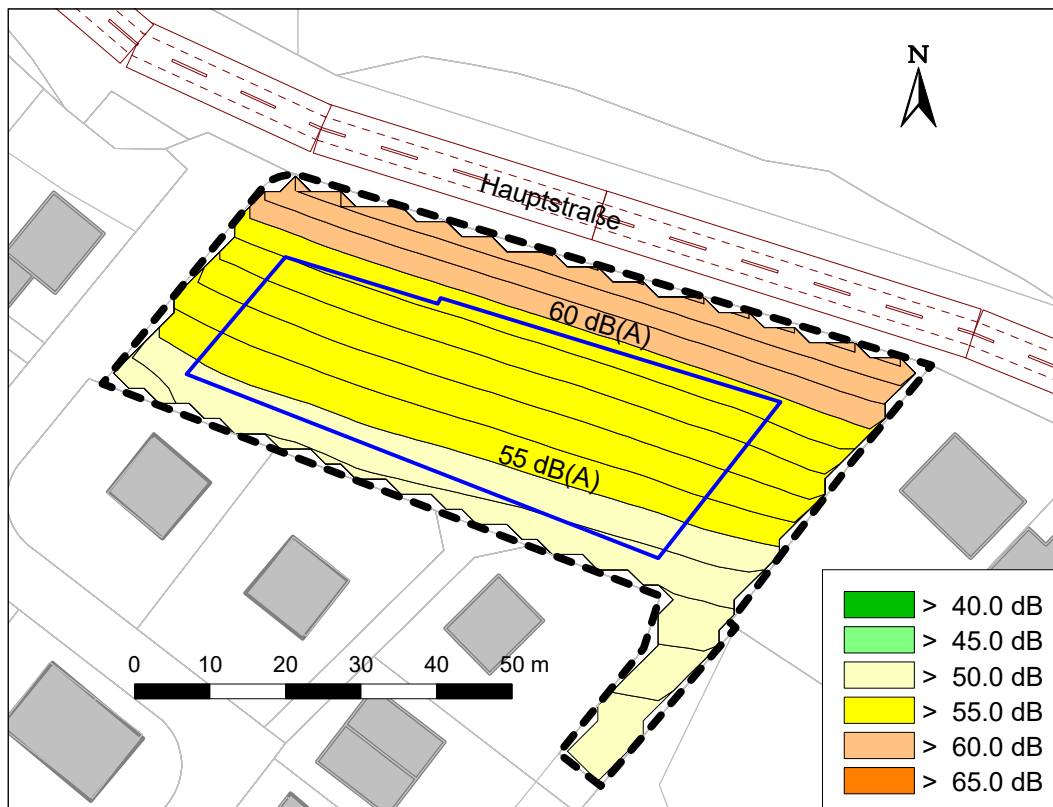 N
Hauptstraße
60 dB(A)
55 dB(A)
0 10 20 30 40 50 m
> 40.0 dB
> 45.0 dB
> 50.0 dB
> 55.0 dB
> 60.0 dB
> 65.0 dB